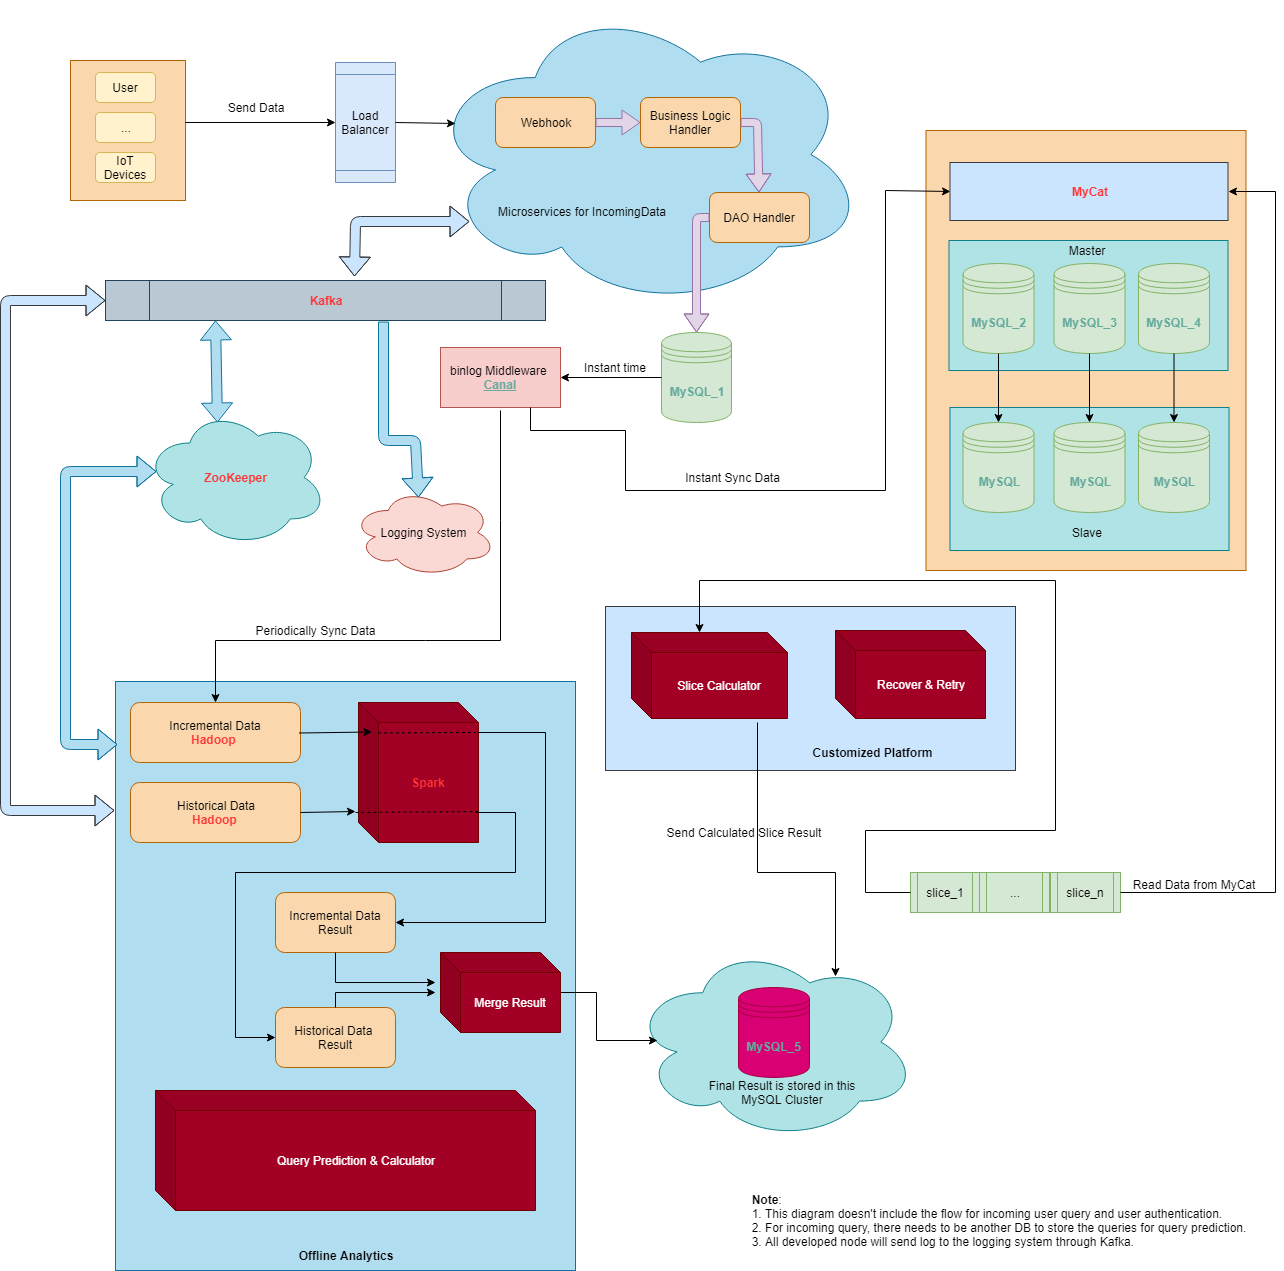 User
...
IoT
Devices
Send Data
Load
Balancer
Webhook
Business Logic
Handler
Microservices for IncomingData
DAO Handler
MyCat
Master
MySQL_2
MySQL_3
MySQL_4
MySQL
MySQL
MySQL
Slave
Kafka
binlog Middleware
Canal
Instant time
MySQL_1
Instant Sync Data
ZooKeeper
Logging System
Periodically Sync Data
Slice Calculator
Recover & Retry
Customized Platform
Incremental Data
Hadoop
Spark
Historical Data
Hadoop
Send Calculated Slice Result
slice_1
...
slice_n
Read Data from MyCat
Incremental Data
Result
Merge Result
Historical Data
Result
MySQL_5
Final Result is stored in this
MySQL Cluster
Query Prediction & Calculator
Offline Analytics
Note:
1. This diagram doesn't include the flow for incoming user query and user authentication.
2. For incoming query, there needs to be another DB to store the queries for query prediction.
3. All developed node will send log to the logging system through Kafka.